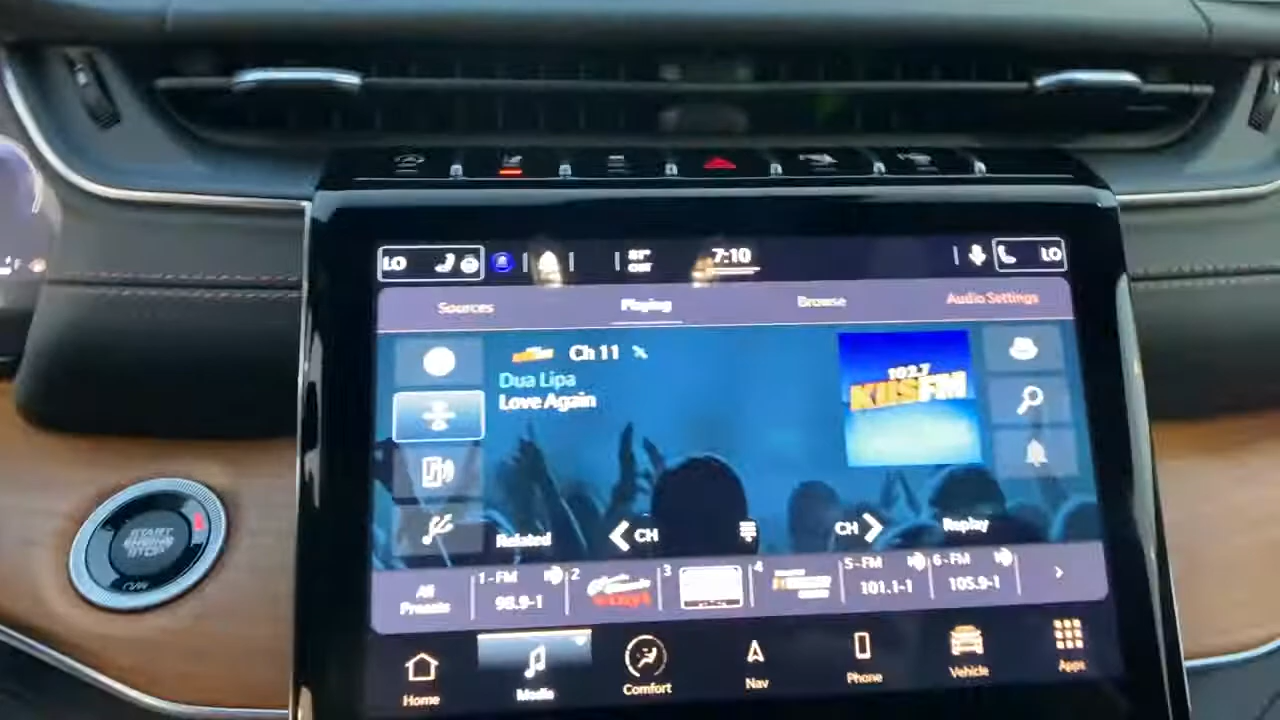 LO
7:10
LO
Sources
Playing
Browse
Audio Settings
Ch 11
Dua Lipa
Love Again
102.7
KIISFM
START
ENGINE
STOP
Related
CH
CH
Replay
All
Presets
1-FM
98.9-1
2
3
4
5-FM
101.1-1
6-FM
105.9-1
Home
Media
Comfort
Nav
Phone
Vehicle
Apps